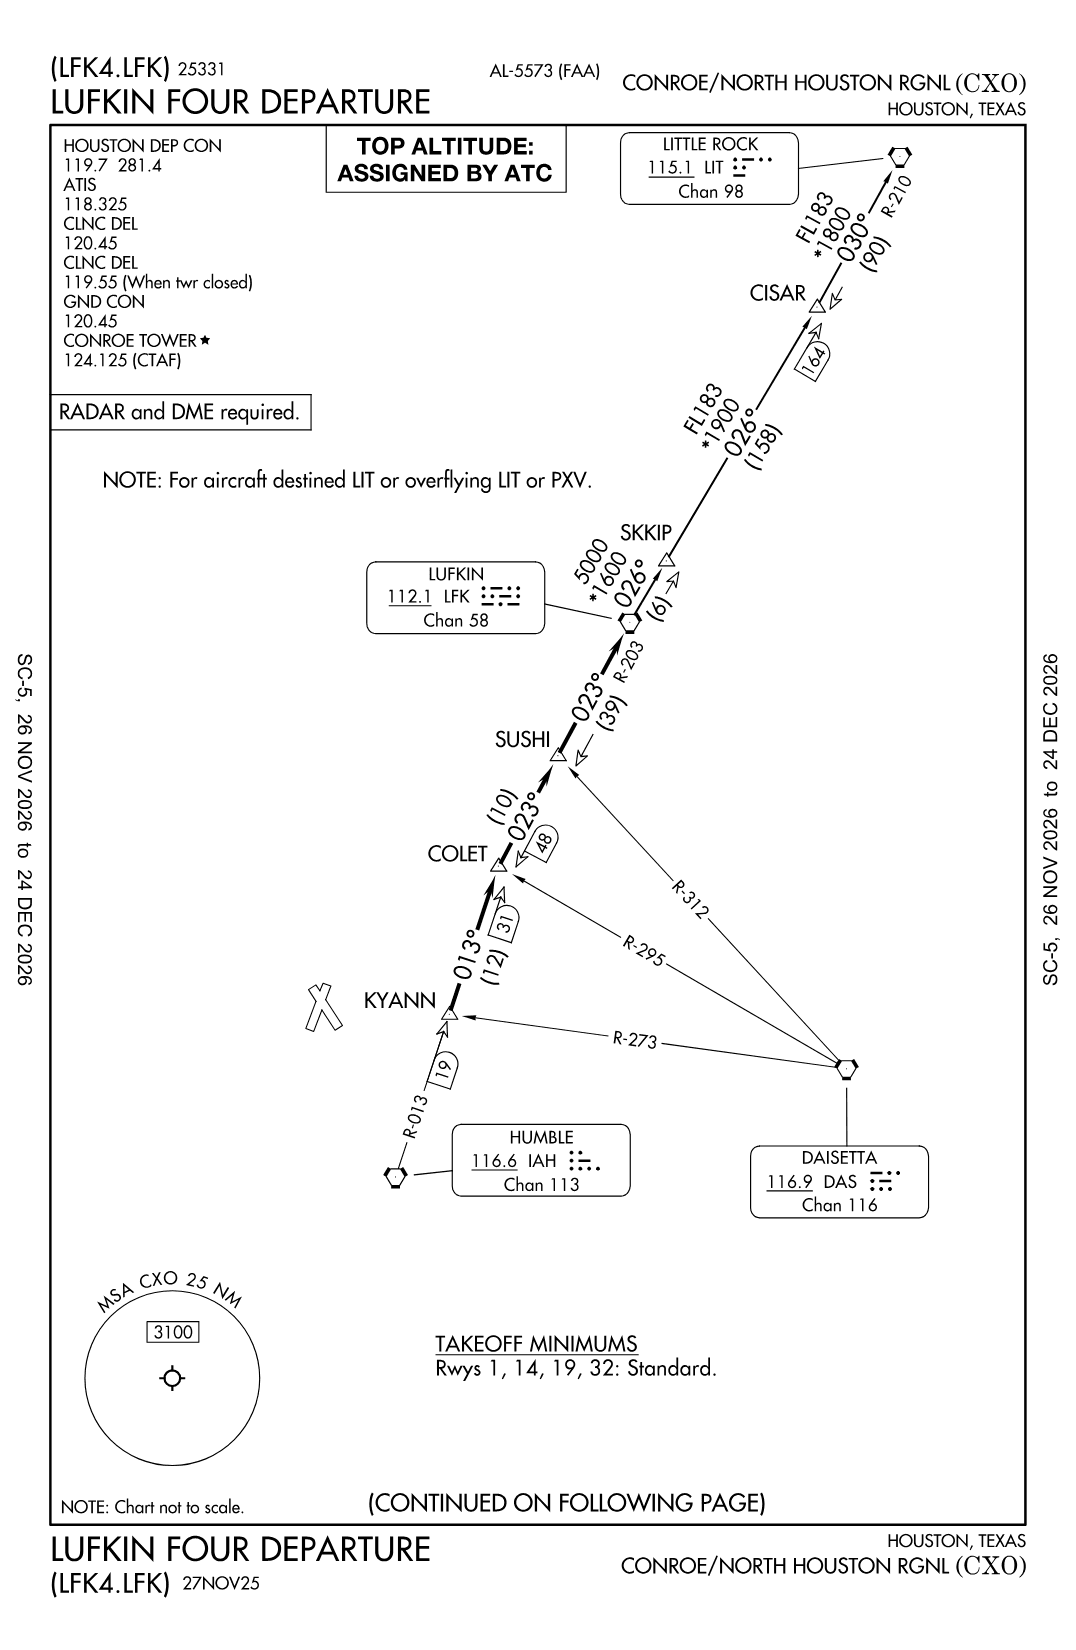 (LFK4.LFK) 25331
AL-5573 (FAA)
CONROE/NORTH HOUSTON RGNL (CXO)
LUFKIN FOUR DEPARTURE
HOUSTON, TEXAS
HOUSTON DEP CON
119.7 281.4
ATIS
118.325
CLNC DEL
120.45
CLNC DEL
119.55 (When twr closed)
GND CON
120.45
CONROE TOWER★
124.125 (CTAF)
TOP ALTITUDE:
ASSIGNED BY ATC
LITTLE ROCK
115.1 LIT
Chan 98
R-210
FL183
*1800
030°
(90)
CISAR
164
RADAR and DME required.
FL183
*1900
026°
(158)
NOTE: For aircraft destined LIT or overflying LIT or PXV.
SKKIP
5000
*1600
026°
(6)
LUFKIN
112.1 LFK
Chan 58
R-203
023°
(39)
SUSHI
(10)
023°
48
COLET
31
013°
(12)
R-312
R-295
KYANN
R-273
19
R-013
HUMBLE
116.6 IAH
Chan 113
DAISETTA
116.9 DAS
Chan 116
SC-5, 26 NOV 2026 to 24 DEC 2026
SC-5, 26 NOV 2026 to 24 DEC 2026
MSA CXO 25 NM
3100
TAKEOFF MINIMUMS
Rwys 1, 14, 19, 32: Standard.
NOTE: Chart not to scale.
(CONTINUED ON FOLLOWING PAGE)
LUFKIN FOUR DEPARTURE
HOUSTON, TEXAS
(LFK4.LFK) 27NOV25
CONROE/NORTH HOUSTON RGNL (CXO)